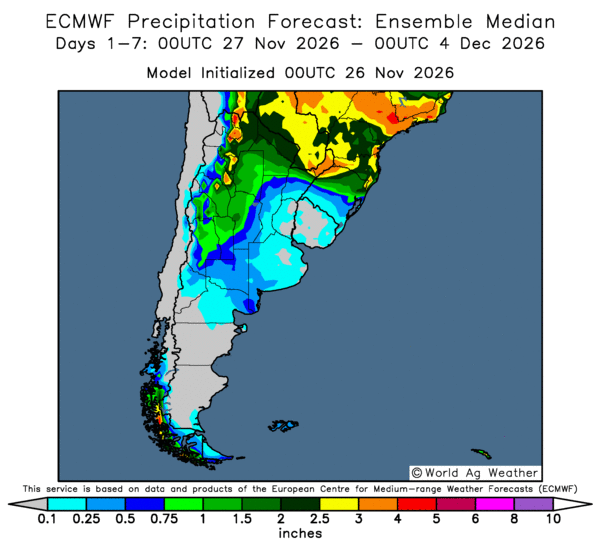 ECMWF Precipitation Forecast: Ensemble Median
Days 1-7: 00UTC 27 Nov 2026 - 00UTC 4 Dec 2026
Model Initialized 00UTC 26 Nov 2026
©World Ag Weather
This service is based on data and products of the European Centre for Medium-range Weather Forecasts (ECMWF)
0.1 0.25 0.5 0.75 1 1.5 2 2.5 3 4 5 6 8 10
inches